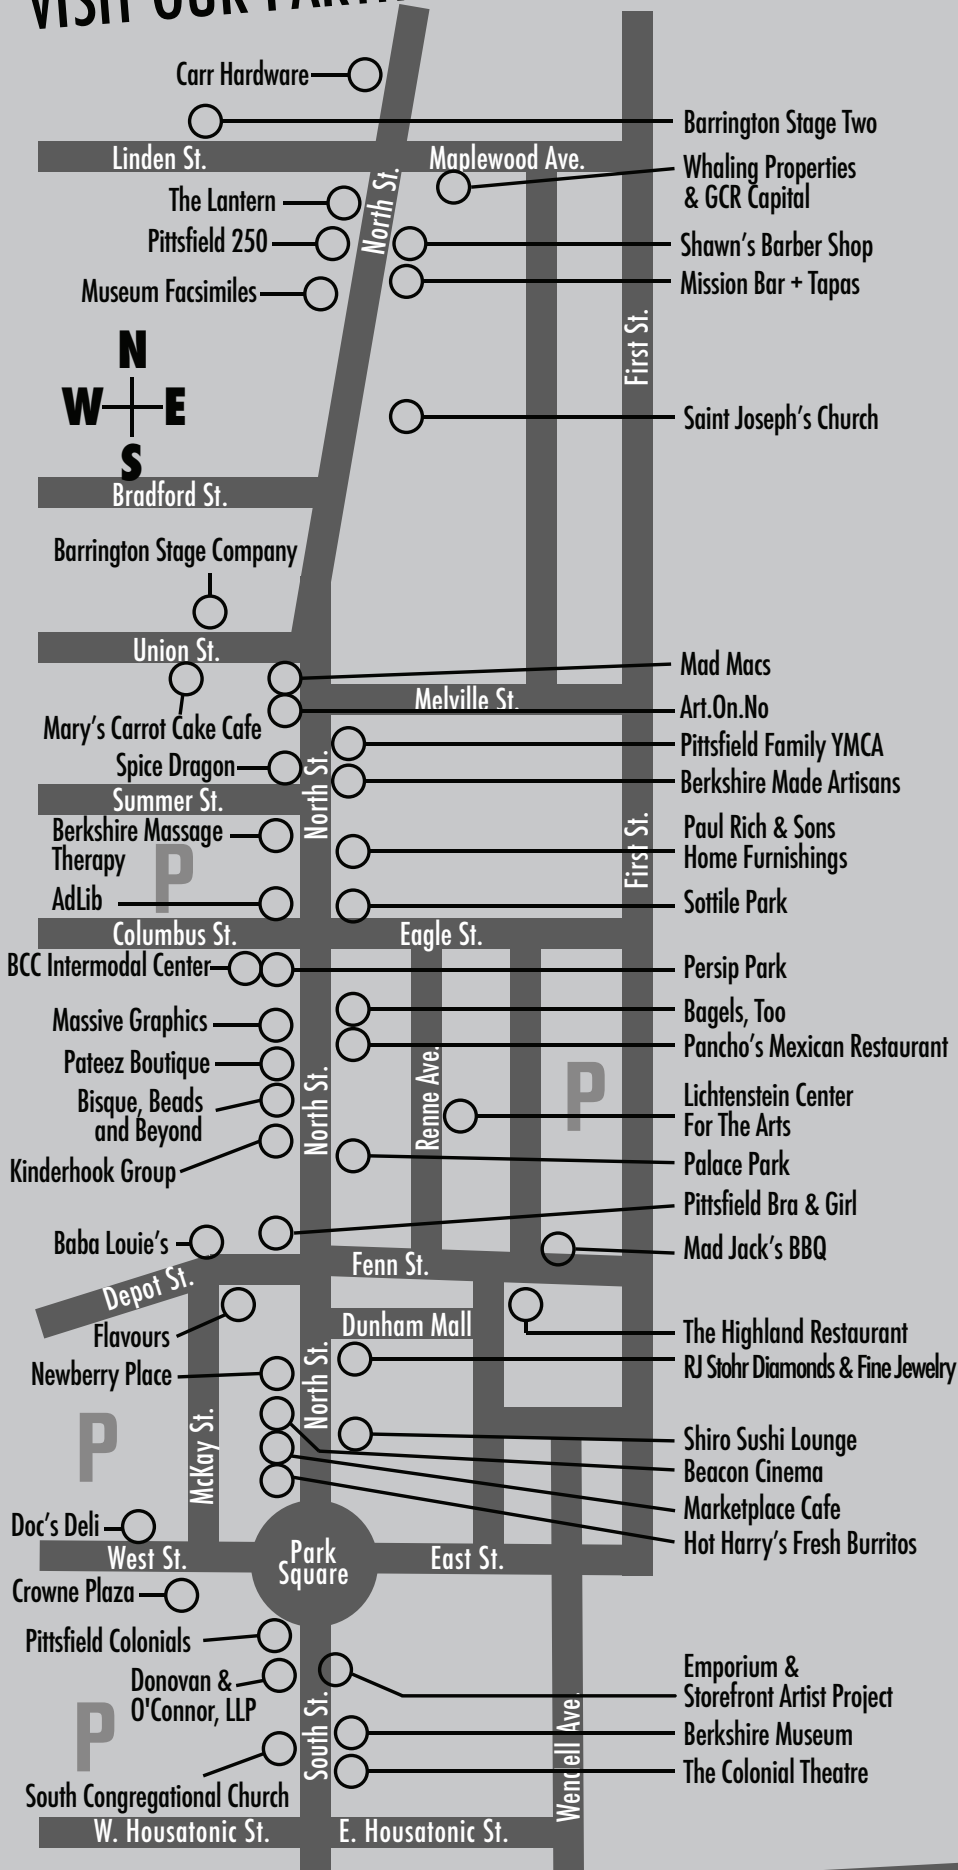 VISIT OUR
Carr Hardware
Barrington Stage Two
Linden St.
Maplewood Ave.
Whaling Properties
& GCR Capital
The Lantern
North St.
Pittsfield 250
Shawn's Barber Shop
Museum Facsimiles
Mission Bar + Tapas
First St.
N
W E
S
Saint Joseph's Church
Bradford St.
Barrington Stage Company
Union St.
Mad Macs
Melville St.
Art.On.No
Mary's Carrot Cake Cafe
Pittsfield Family YMCA
Spice Dragon
North St.
Berkshire Made Artisans
Summer St.
Berkshire Massage
Therapy
P
Paul Rich & Sons
Home Furnishings
First St.
AdLib
Sottile Park
Columbus St.
Eagle St.
BCC Intermodal Center
Persip Park
Massive Graphics
Bagels, Too
Pancho's Mexican Restaurant
Pateez Boutique
Bisque, Beads
and Beyond
North St.
Renne Ave.
P
Lichtenstein Center
For The Arts
Kinderhook Group
Palace Park
Pittsfield Bra & Girl
Baba Louie's
Mad Jack's BBQ
Depot St.
Fenn St.
Flavours
Dunham Mall
The Highland Restaurant
Newberry Place
North St.
RJ Stohr Diamonds & Fine Jewelry
P
McKay St.
Shiro Sushi Lounge
Beacon Cinema
Marketplace Cafe
Hot Harry's Fresh Burritos
Doc's Deli
West St.
Park
Square
East St.
Crowne Plaza
Pittsfield Colonials
Donovan &
O'Connor, LLP
P
Emporium &
Storefront Artist Project
South St.
Wendell Ave.
Berkshire Museum
The Colonial Theatre
South Congregational Church
W. Housatonic St.
E. Housatonic St.